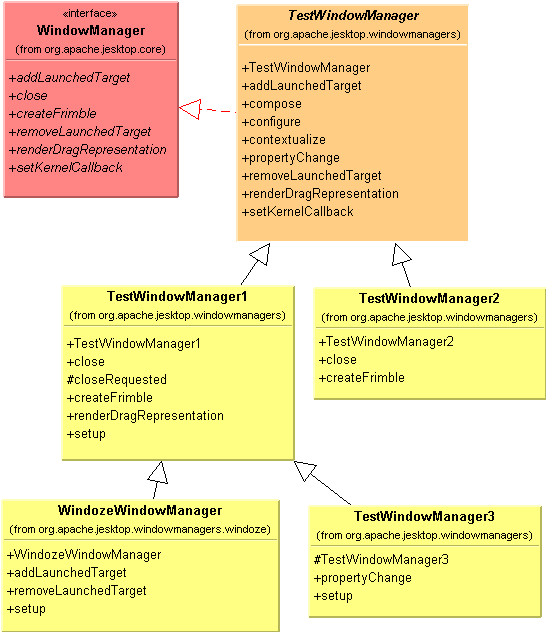 «interface»
WindowManager
(from org.apache.jesktop.core)
+addLaunchedTarget
+close
+createFrimble
+removeLaunchedTarget
+renderDragRepresentation
+setKernelCallback
TestWindowManager
(from org.apache.jesktop.windowmanagers)
+TestWindowManager
+addLaunchedTarget
+compose
+configure
+contextualize
+propertyChange
+removeLaunchedTarget
+renderDragRepresentation
+setKernelCallback
TestWindowManager1
(from org.apache.jesktop.windowmanagers)
+TestWindowManager1
+close
#closeRequested
+createFrimble
+renderDragRepresentation
+setup
TestWindowManager2
(from org.apache.jesktop.windowmanagers)
+TestWindowManager2
+close
+createFrimble
WindozeWindowManager
(from org.apache.jesktop.windowmanagers.windoze)
+WindozeWindowManager
+addLaunchedTarget
+removeLaunchedTarget
+setup
TestWindowManager3
(from org.apache.jesktop.windowmanagers)
#TestWindowManager3
+propertyChange
+setup